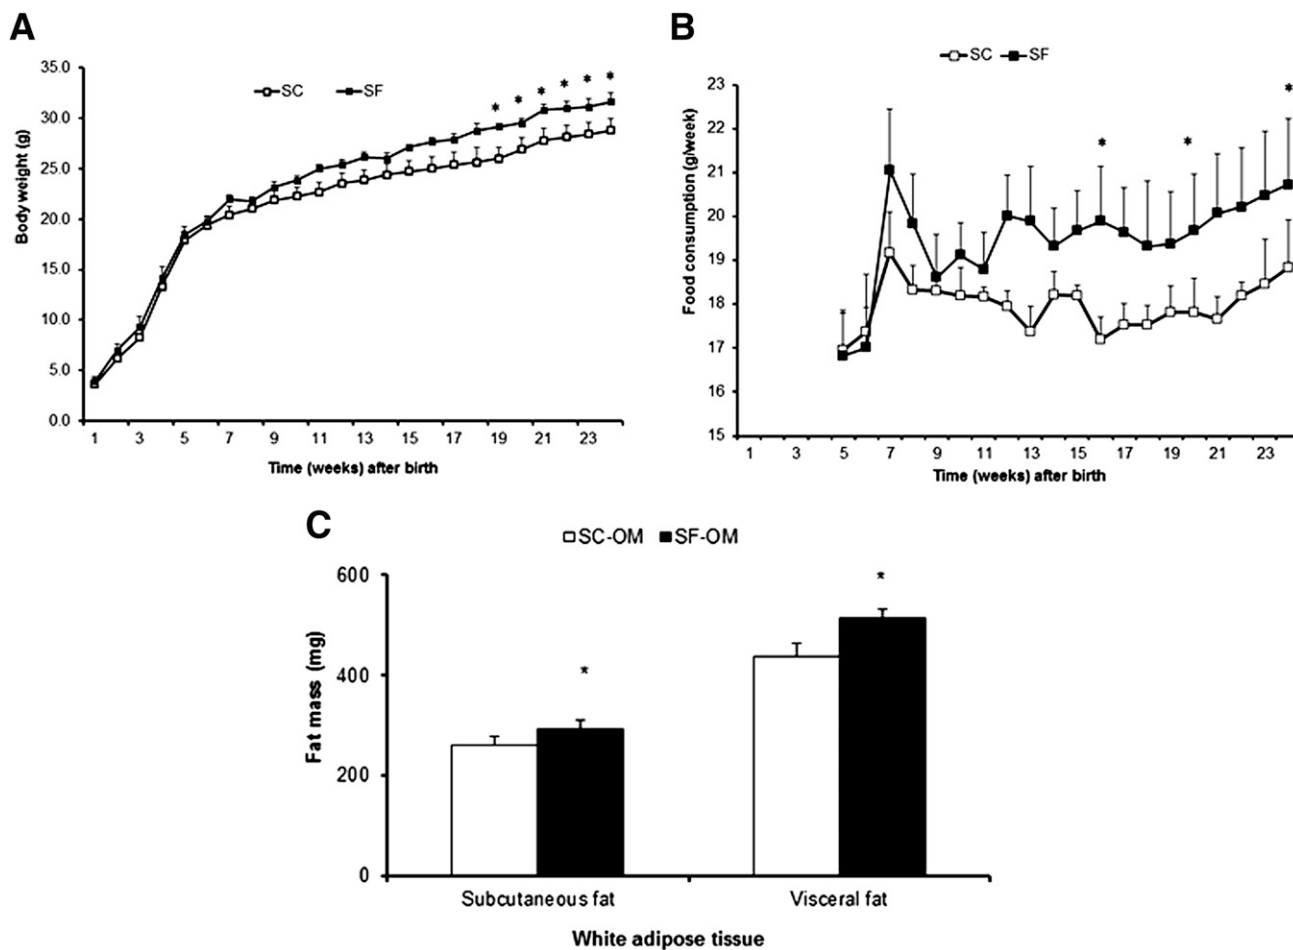 A
SC SF
35.0
30.0
25.0
20.0
15.0
10.0
5.0
0.0
Body weight (g)
* * * * * *
1 3 5 7 9 11 13 15 17 19 21 23
Time (weeks) after birth
B
SC SF
23
22
21
20
19
18
17
16
15
Food consumption (g/week)
* * *
1 3 5 7 9 11 13 15 17 19 21 23
Time (weeks) after birth
C
SC-OM SF-OM
600
400
200
0
Fat mass (mg)
* *
Subcutaneous fat Visceral fat
White adipose tissue